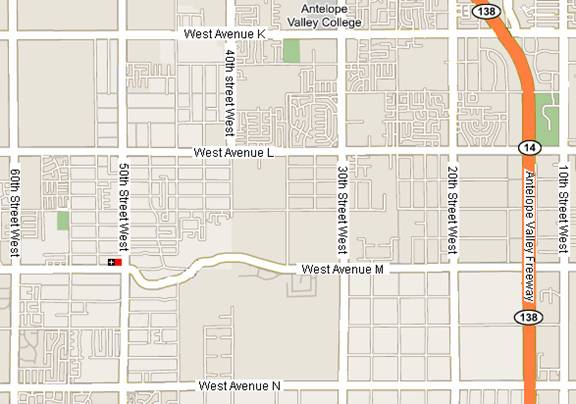 138
Antelope
Valley College
West Avenue K
40th street West
West Avenue L
14
60th Street West
50th Street West
30th Street West
20th Street West
Antelope Valley Freeway
10th Street West
West Avenue M
138
West Avenue N